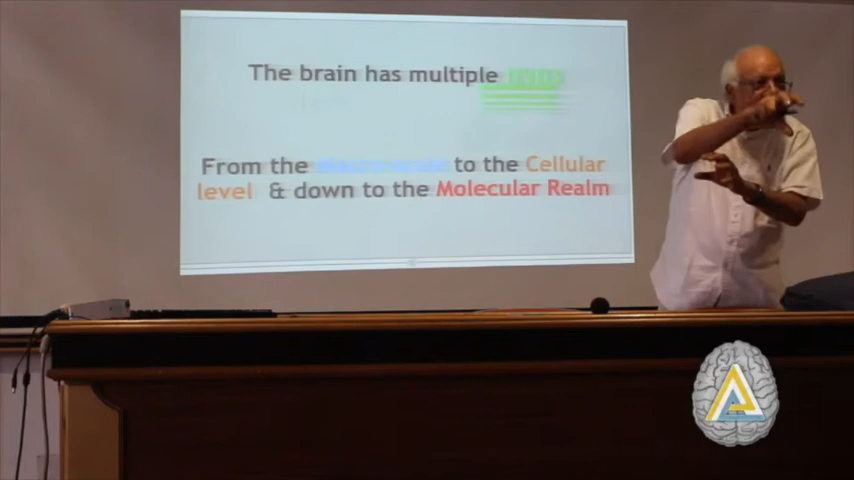 The brain has multiple
From the to the Cellular
level & down to the Molecular Realm